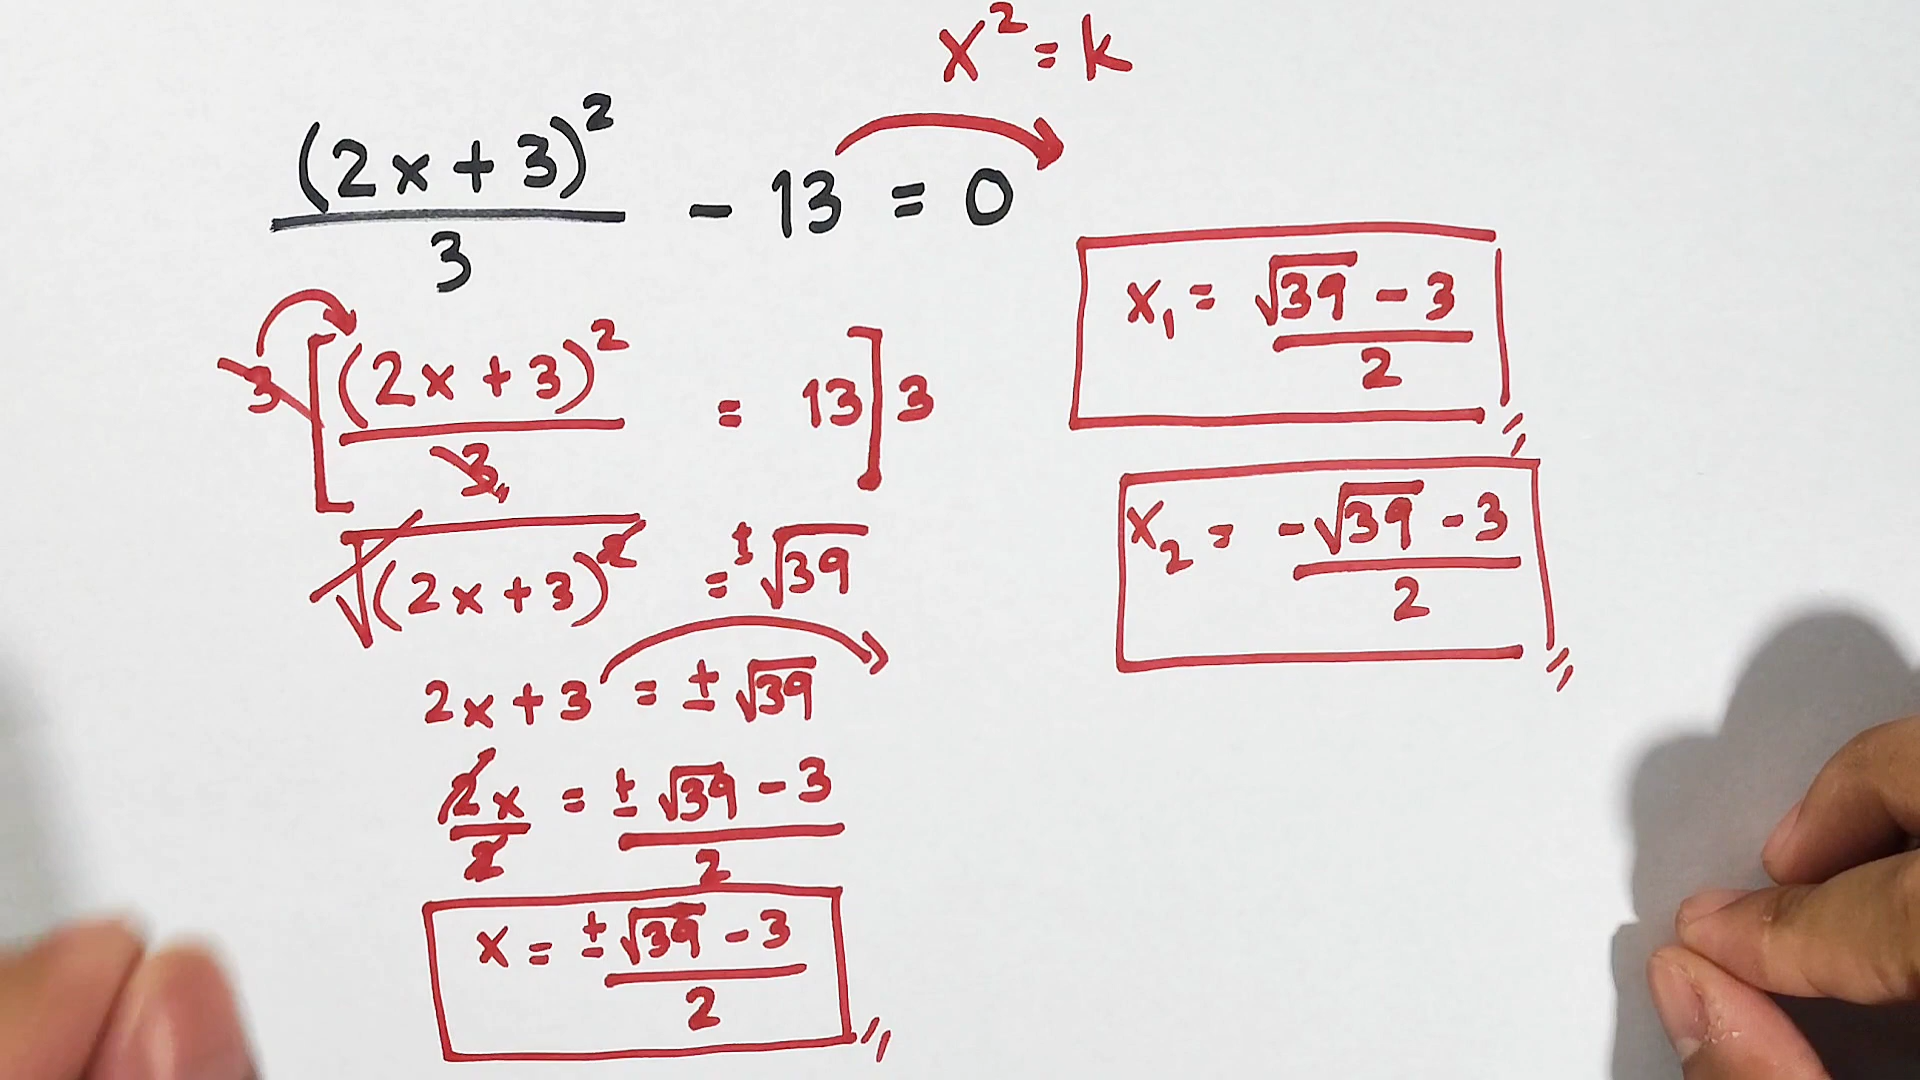 x² = k
(2x + 3)²/3 - 13 = 0
3[(2x + 3)²/3 = 13]3
√(2x + 3)² = ±√39
2x + 3 = ± √39
2x/2 = ± √39 - 3/2
x = ± √39 - 3/2
x₁ = √39 - 3/2
x₂ = -√39 - 3/2